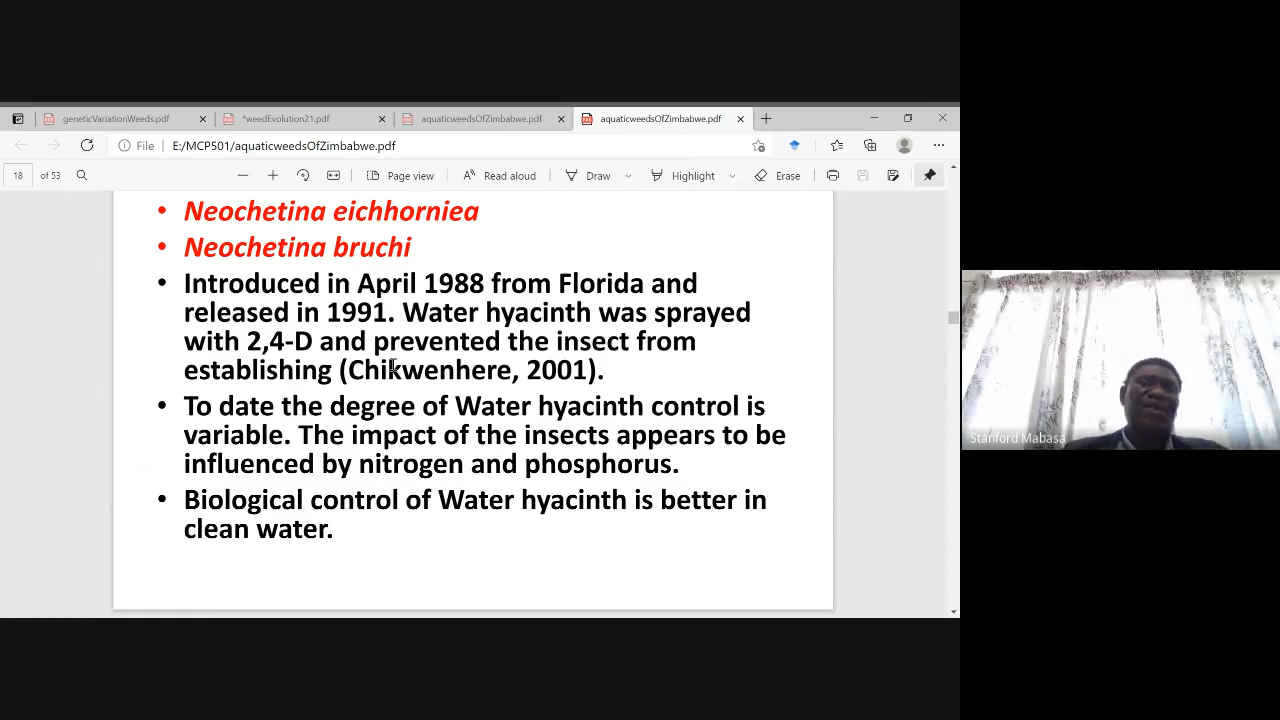 geneticVariationWeeds.pdf
*weedEvolution21.pdf
aquaticweedsOfZimbabwe.pdf
aquaticweedsOfZimbabwe.pdf
File | E:/MCP501/aquaticweedsOfZimbabwe.pdf
18 of 53
Page view
Read aloud
Draw
Highlight
Erase
• Neochetina eichhorniea
• Neochetina bruchi
• Introduced in April 1988 from Florida and
released in 1991. Water hyacinth was sprayed
with 2,4-D and prevented the insect from
establishing (Chikwenhere, 2001).
• To date the degree of Water hyacinth control is
variable. The impact of the insects appears to be
influenced by nitrogen and phosphorus.
• Biological control of Water hyacinth is better in
clean water.
Stanford Mabasa